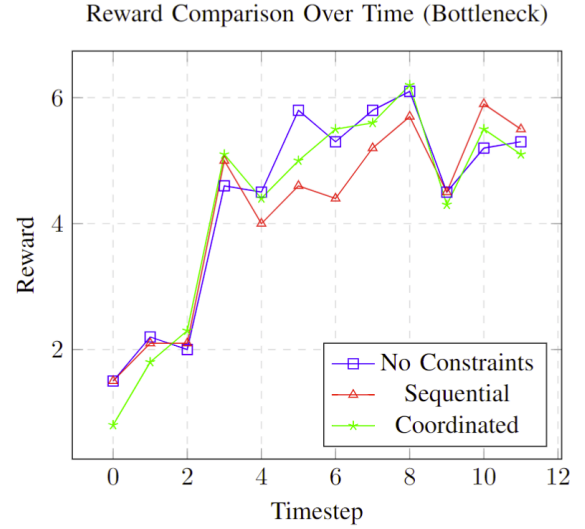 Reward Comparison Over Time (Bottleneck)
6
4
2
Reward
No Constraints
Sequential
Coordinated
0 2 4 6 8 10 12
Timestep